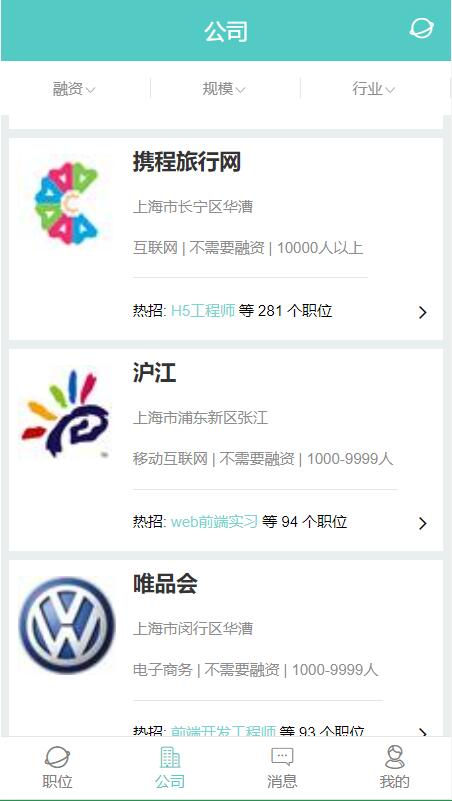 公司
融资 规模 行业
携程旅行网
上海市长宁区华漕
互联网 | 不需要融资 | 10000人以上
热招: H5工程师 等 281 个职位
沪江
上海市浦东新区张江
移动互联网 | 不需要融资 | 1000-9999人
热招: web前端实习 等 94 个职位
唯品会
上海市闵行区华漕
电子商务 | 不需要融资 | 1000-9999人
热招: 前端开发工程师 等 93 个职位
职位 公司 消息 我的